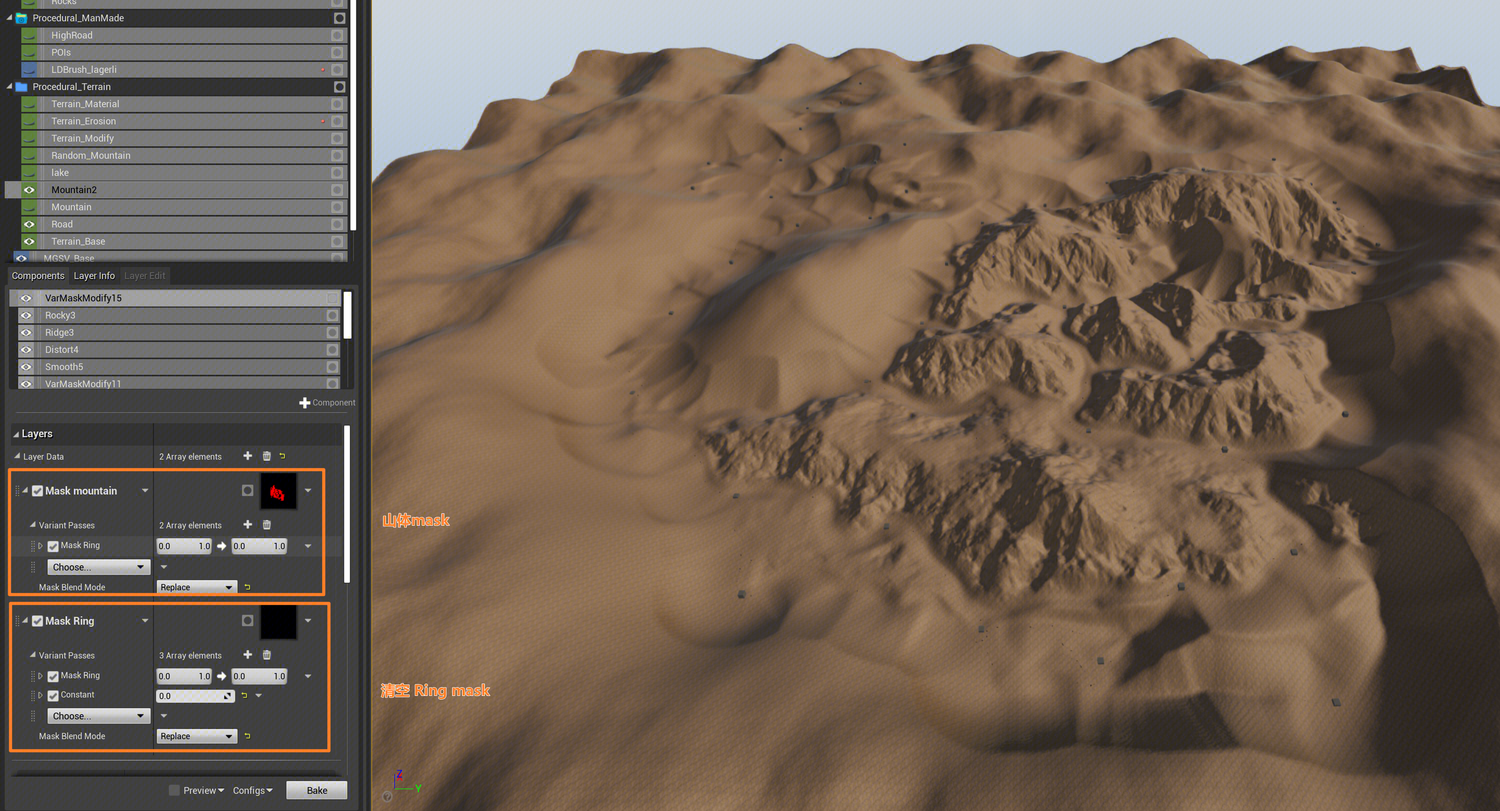 Rocks
Procedural_ManMade
HighRoad
POIs
LDBrush_lagerli
Procedural_Terrain
Terrain_Material
Terrain_Erosion
Terrain_Modify
Random_Mountain
lake
Mountain2
Mountain
Road
Terrain_Base
MGSV_Base
Components Layer Info Layer Edit
VarMaskModify15
Rocky3
Ridge3
Distort4
Smooth5
VarMaskModify11
Component
Layers
Layer Data 2 Array elements
Mask mountain
Variant Passes 2 Array elements
Mask Ring 0.0 1.0 0.0 1.0
Choose...
Mask Blend Mode Replace
Mask Ring
Variant Passes 3 Array elements
Mask Ring 0.0 1.0 0.0 1.0
Constant 0.0
Choose...
Mask Blend Mode Replace
Preview Configs Bake
山体mask
清空 Ring mask
Z
Y